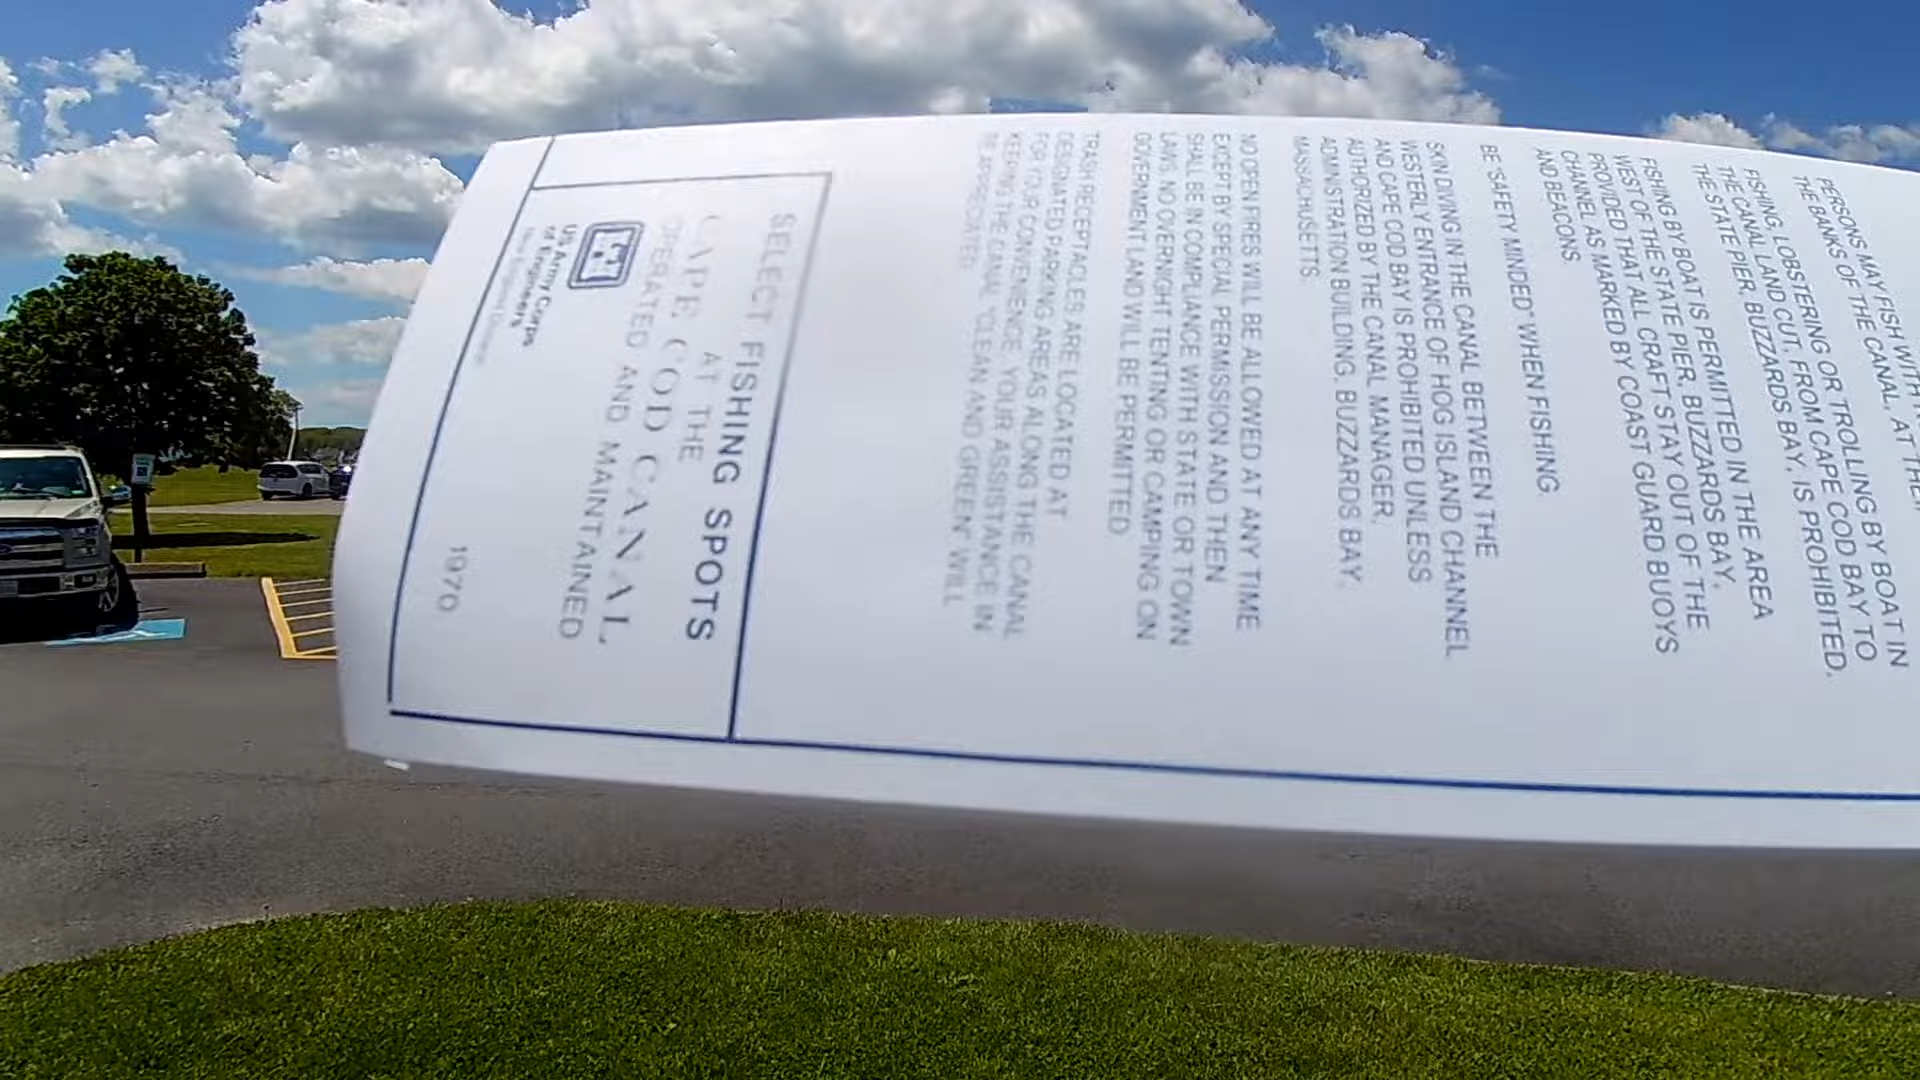 PERSONS MAY FISH WITH
THE BANKS OF THE CANAL, AT THEIR
FISHING, LOBSTERING OR TROLLING BY BOAT IN
THE CANAL LAND CUT, FROM CAPE COD BAY TO
THE STATE PIER, BUZZARDS BAY, IS PROHIBITED.
FISHING BY BOAT IS PERMITTED IN THE AREA
WEST OF THE STATE PIER, BUZZARDS BAY,
PROVIDED THAT ALL CRAFT STAY OUT OF THE
CHANNEL AS MARKED BY COAST GUARD BUOYS
AND BEACONS.
BE "SAFETY MINDED" WHEN FISHING
SKIN DIVING IN THE CANAL BETWEEN THE
WESTERLY ENTRANCE OF HOG ISLAND CHANNEL
AND CAPE COD BAY IS PROHIBITED UNLESS
AUTHORIZED BY THE CANAL MANAGER,
ADMINISTRATION BUILDING, BUZZARDS BAY,
MASSACHUSETTS.
NO OPEN FIRES WILL BE ALLOWED AT ANY TIME
EXCEPT BY SPECIAL PERMISSION AND THEN
SHALL BE IN COMPLIANCE WITH STATE OR TOWN
LAWS. NO OVERNIGHT TENTING OR CAMPING ON
GOVERNMENT LAND WILL BE PERMITTED
TRASH RECEPTACLES ARE LOCATED AT
DESIGNATED PARKING AREAS ALONG THE CANAL
FOR YOUR CONVENIENCE. YOUR ASSISTANCE IN
KEEPING THE CANAL "CLEAN AND GREEN" WILL
BE APPRECIATED.
SELECT FISHING SPOTS
AT THE
CAPE COD CANAL
OPERATED AND MAINTAINED
US Army Corps
of Engineers
New England Division
1970